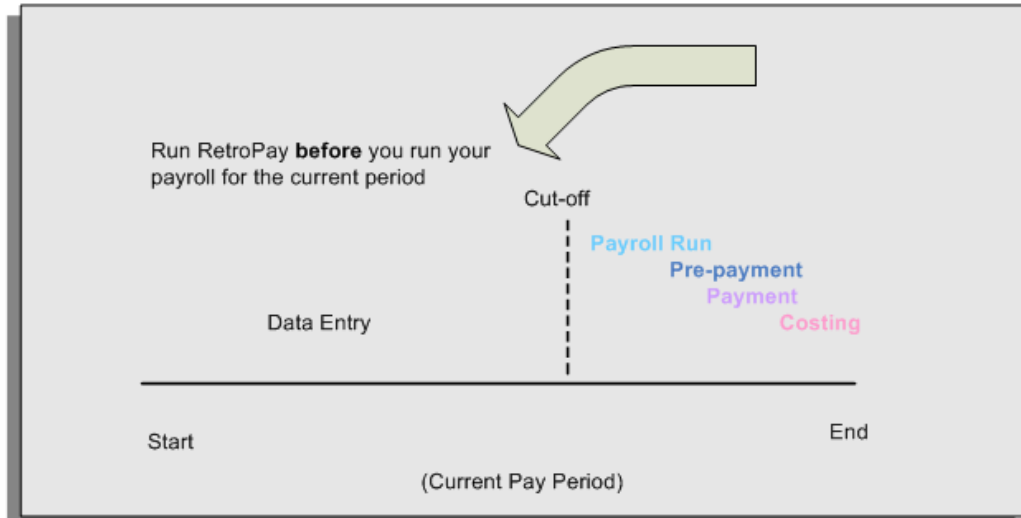 Run RetroPay before you run your
payroll for the current period
Cut-off
Payroll Run
Pre-payment
Payment
Data Entry
Costing
Start
End
(Current Pay Period)